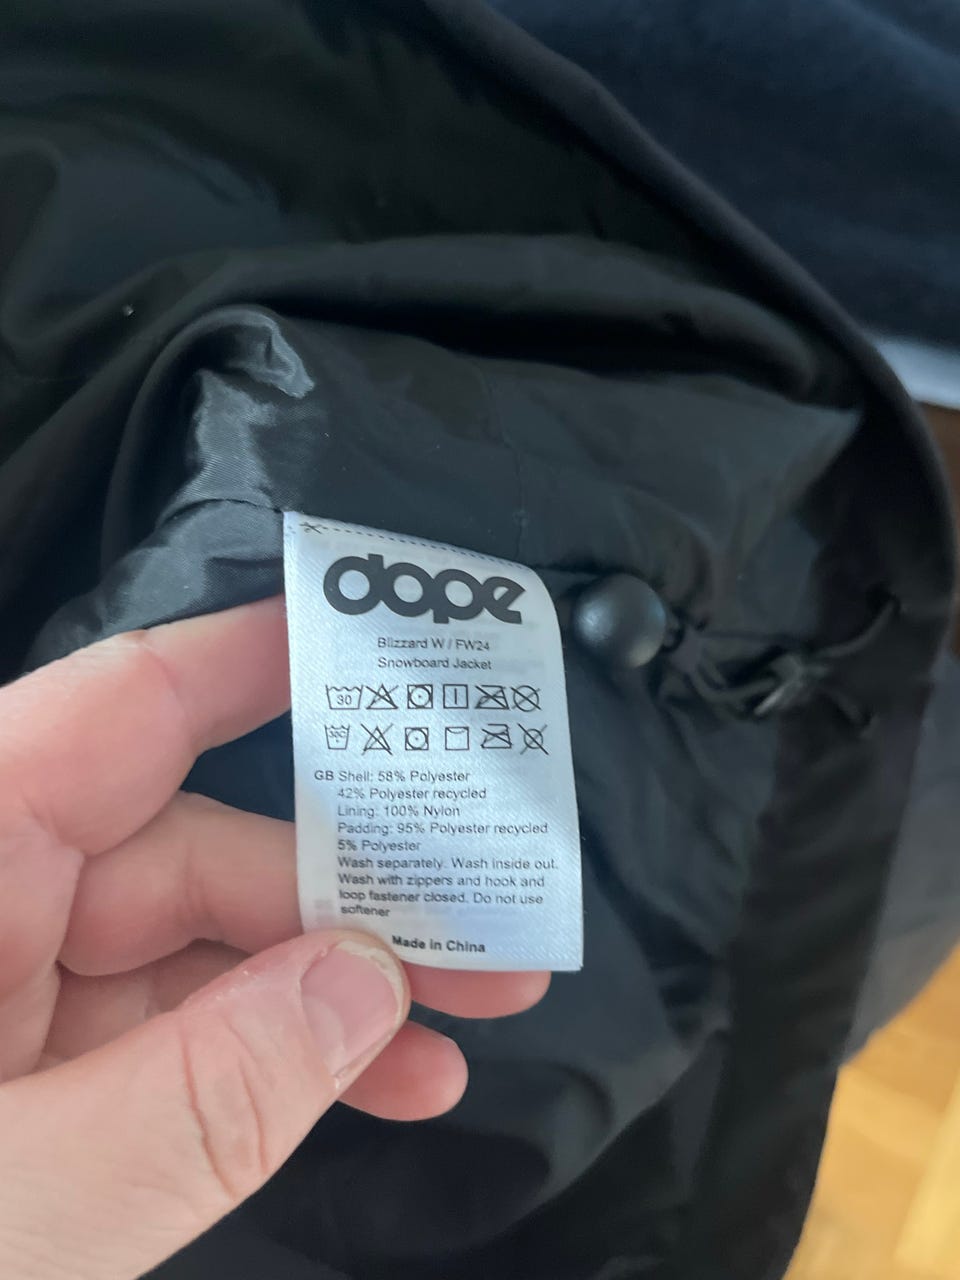 dope
Blizzard W / FW24
Snowboard Jacket
30
30C
GB Shell: 58% Polyester
42% Polyester recycled
Lining: 100% Nylon
Padding: 95% Polyester recycled
5% Polyester
Wash separately. Wash inside out.
Wash with zippers and hook and
loop fastener closed. Do not use
softener
Made in China